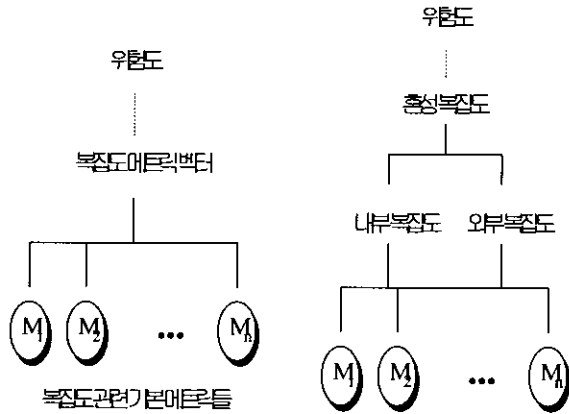 위험도
복잡도메트릭벡터
M1 M2 ... Mn
복잡도관련기본메트릭들
위험도
혼성복잡도
내부복잡도 외부복잡도
M1 M2 ... Mn